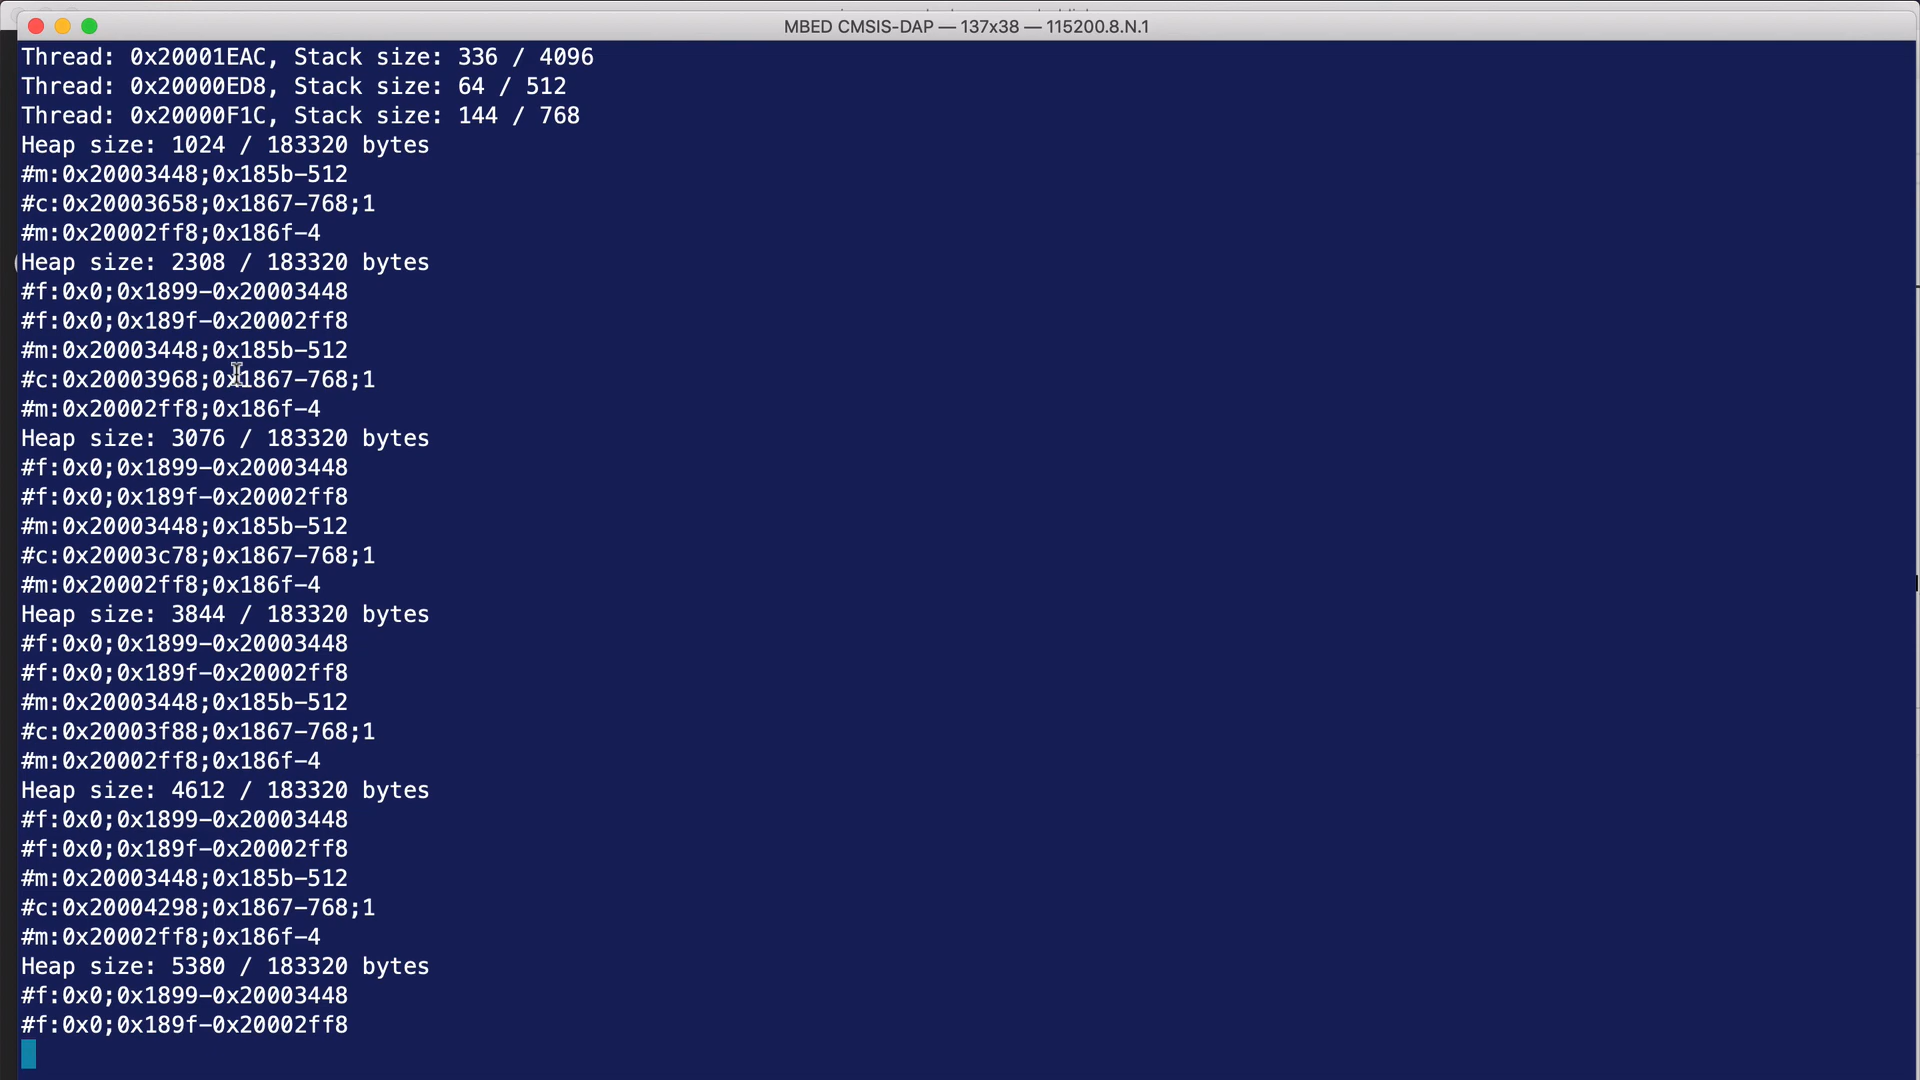 MBED CMSIS-DAP — 137x38 — 115200.8.N.1
Thread: 0x20001EAC, Stack size: 336 / 4096
Thread: 0x20000ED8, Stack size: 64 / 512
Thread: 0x20000F1C, Stack size: 144 / 768
Heap size: 1024 / 183320 bytes
#m:0x20003448;0x185b-512
#c:0x20003658;0x1867-768;1
#m:0x20002ff8;0x186f-4
Heap size: 2308 / 183320 bytes
#f:0x0;0x1899-0x20003448
#f:0x0;0x189f-0x20002ff8
#m:0x20003448;0x185b-512
#c:0x20003968;0x1867-768;1
#m:0x20002ff8;0x186f-4
Heap size: 3076 / 183320 bytes
#f:0x0;0x1899-0x20003448
#f:0x0;0x189f-0x20002ff8
#m:0x20003448;0x185b-512
#c:0x20003c78;0x1867-768;1
#m:0x20002ff8;0x186f-4
Heap size: 3844 / 183320 bytes
#f:0x0;0x1899-0x20003448
#f:0x0;0x189f-0x20002ff8
#m:0x20003448;0x185b-512
#c:0x20003f88;0x1867-768;1
#m:0x20002ff8;0x186f-4
Heap size: 4612 / 183320 bytes
#f:0x0;0x1899-0x20003448
#f:0x0;0x189f-0x20002ff8
#m:0x20003448;0x185b-512
#c:0x20004298;0x1867-768;1
#m:0x20002ff8;0x186f-4
Heap size: 5380 / 183320 bytes
#f:0x0;0x1899-0x20003448
#f:0x0;0x189f-0x20002ff8